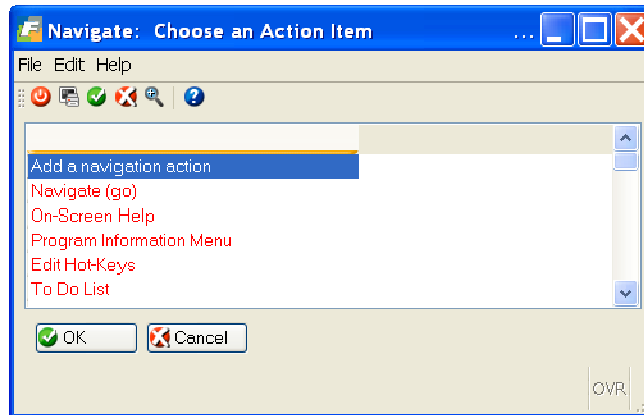 Navigate: Choose an Action Item ...
File Edit Help
Add a navigation action
Navigate (go)
On-Screen Help
Program Information Menu
Edit Hot-Keys
To Do List
OK Cancel
OVR